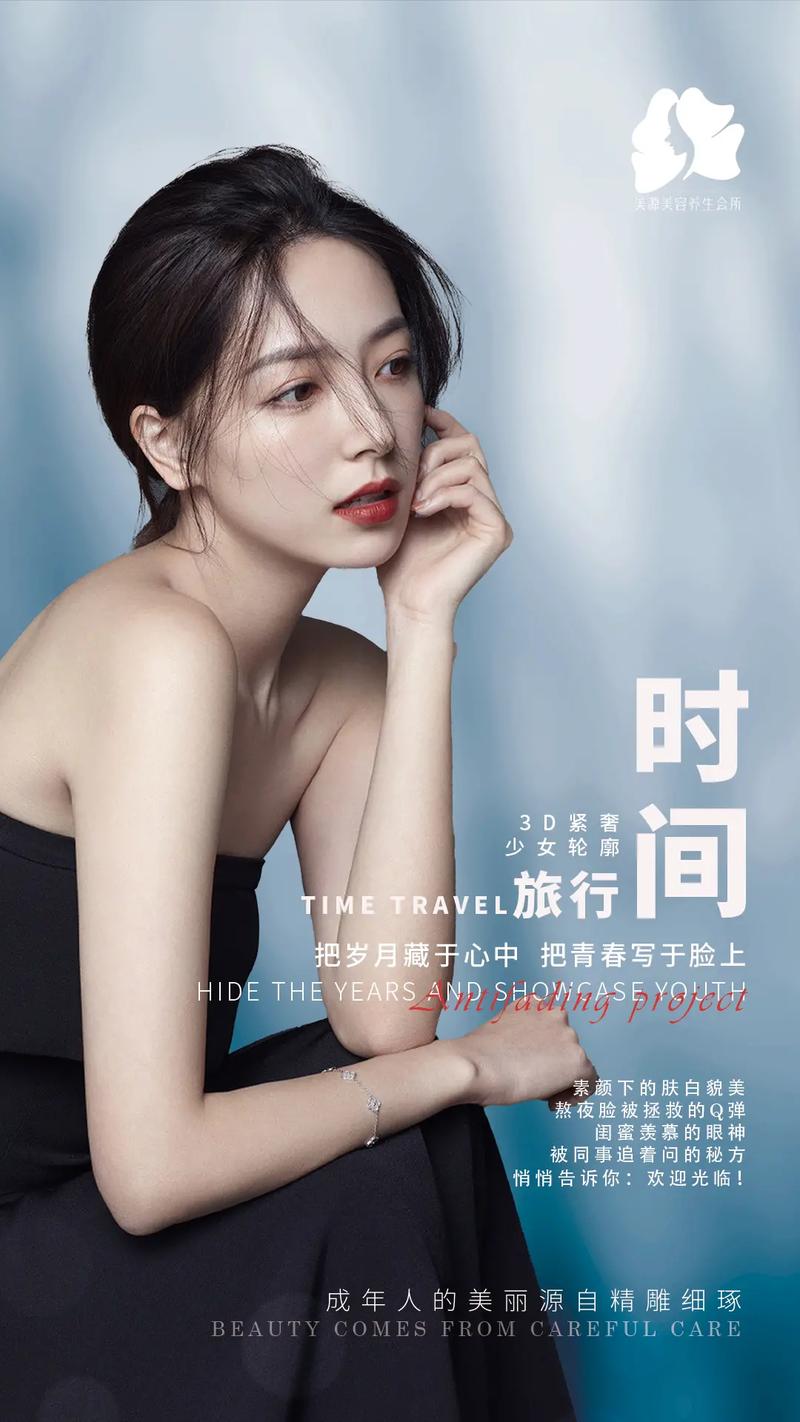 美源美容养生会所
时间
3D紧奢
少女轮廓
TIME TRAVEL旅行
把岁月藏于心中 把青春写于脸上
HIDE THE YEARS AND SHOWCASE YOUTH
Antifading project
素颜下的肤白貌美
熬夜脸被拯救的Q弹
闺蜜羡慕的眼神
被同事追着问的秘方
悄悄告诉你：欢迎光临！
成年人的美丽源自精雕细琢
BEAUTY COMES FROM CAREFUL CARE